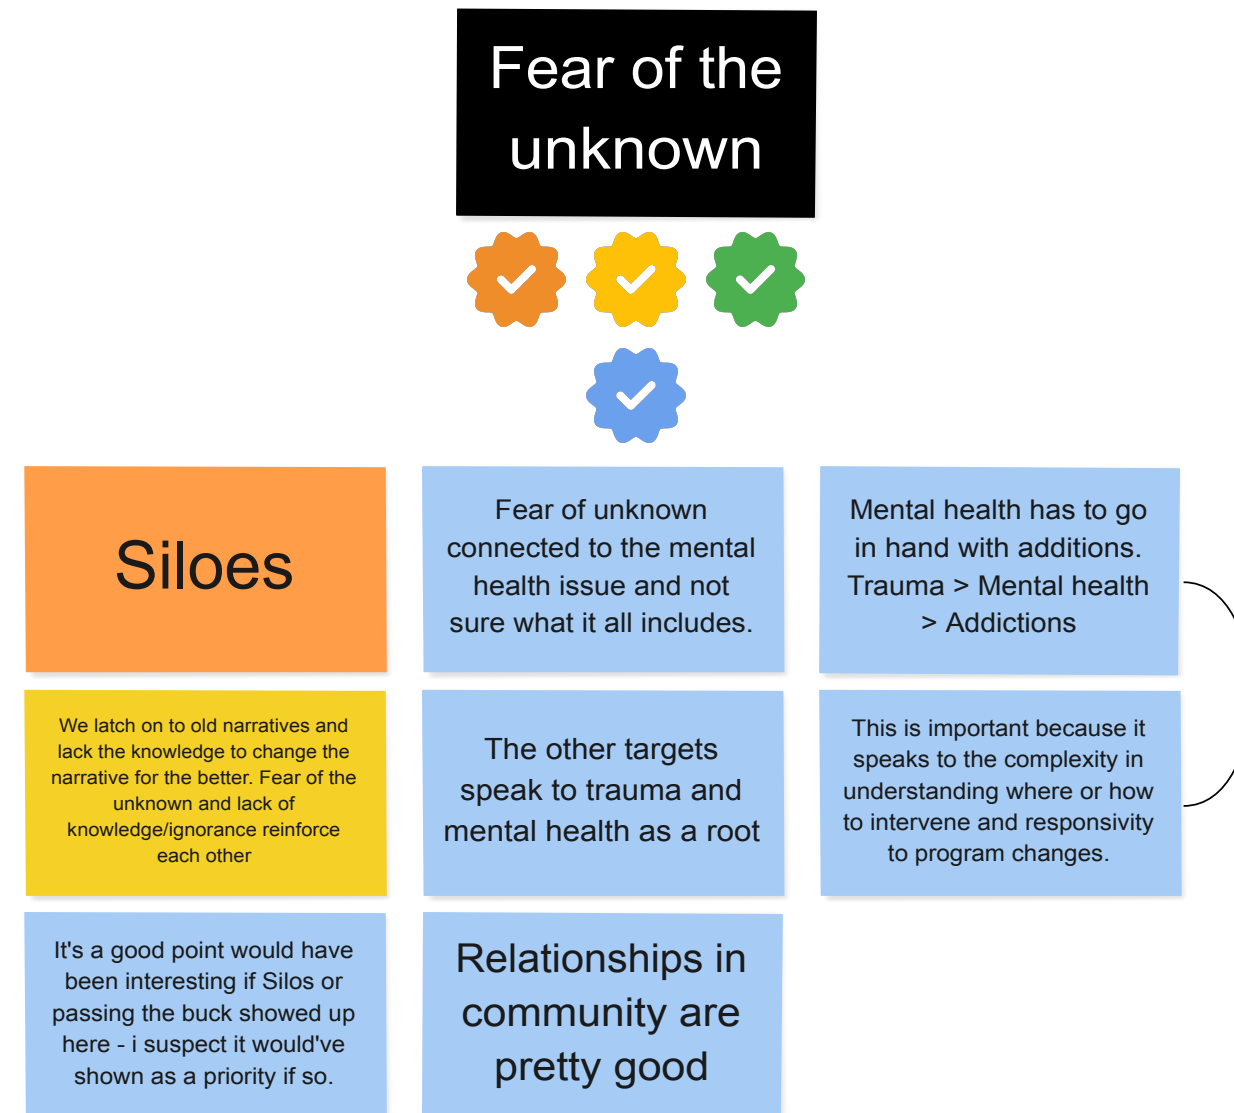 Fear of the
unknown
Siloes
Fear of unknown
connected to the mental
health issue and not
sure what it all includes.
Mental health has to go
in hand with additions.
Trauma > Mental health
> Addictions
We latch on to old narratives and
lack the knowledge to change the
narrative for the better. Fear of the
unknown and lack of
knowledge/ignorance reinforce
each other
The other targets
speak to trauma and
mental health as a root
This is important because it
speaks to the complexity in
understanding where or how
to intervene and responsivity
to program changes.
It's a good point would have
been interesting if Silos or
passing the buck showed up
here - i suspect it would've
shown as a priority if so.
Relationships in
community are
pretty good